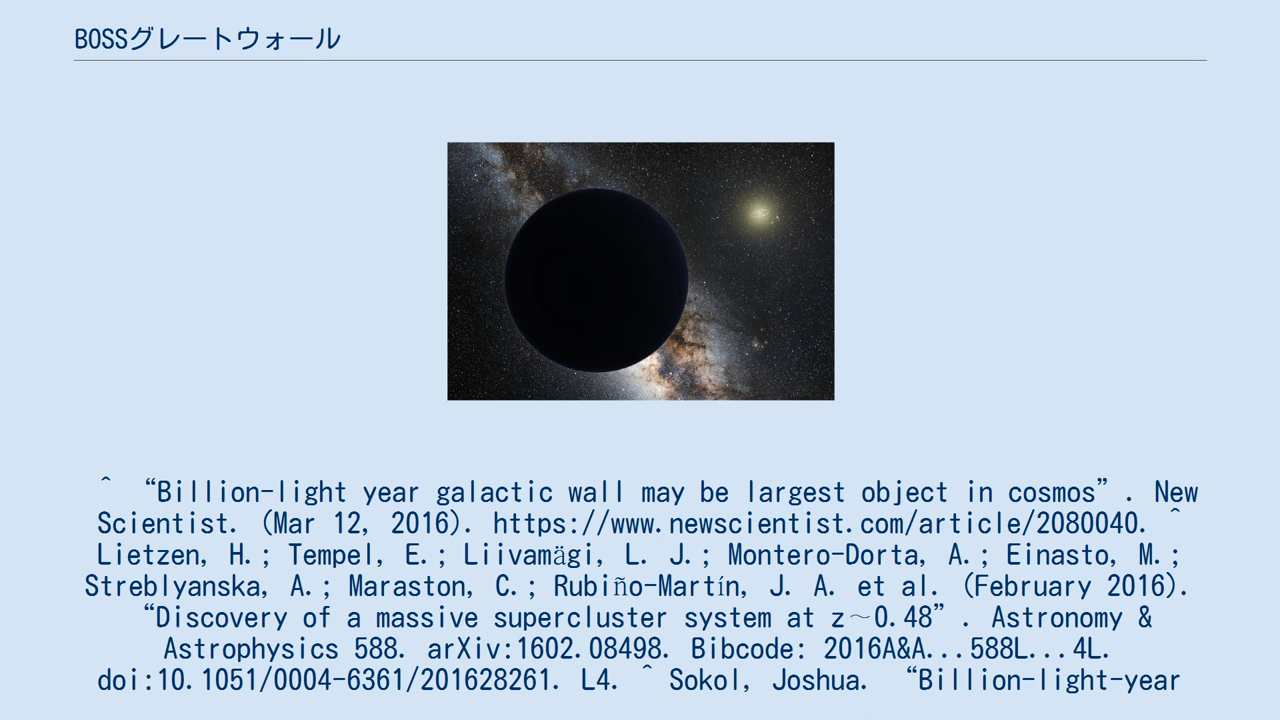 BOSSグレートウォール
^ “Billion-light year galactic wall may be largest object in cosmos”. New
Scientist. (Mar 12, 2016). https://www.newscientist.com/article/2080040. ^
Lietzen, H.; Tempel, E.; Liivamägi, L. J.; Montero-Dorta, A.; Einasto, M.;
Streblyanska, A.; Maraston, C.; Rubiño-Martín, J. A. et al. (February 2016).
“Discovery of a massive supercluster system at z～0.48”. Astronomy &
Astrophysics 588. arXiv:1602.08498. Bibcode: 2016A&A...588L...4L.
doi:10.1051/0004-6361/201628261. L4. ^ Sokol, Joshua. “Billion-light-year